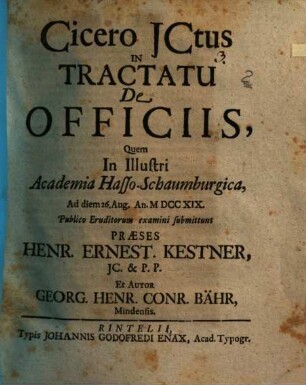 Cicero JCtus
IN
3.
TRACTATU
De
OFFICIIS,
Quem
In Illuſtri
Academia Haſſo-Schaumburgica,
Ad diem 26. Aug. An. M DCC XIX.
Publico Eruditorum examini ſubmittunt
PRÆSES
HENR. ERNEST. KESTNER,
JC. & P. P.
Et AUTOR
GEORG. HENR. CONR. BÄHR,
Mindenſis.
RINTELII,
Typis JOHANNIS GODOFREDI ENAX, Acad. Typogr.